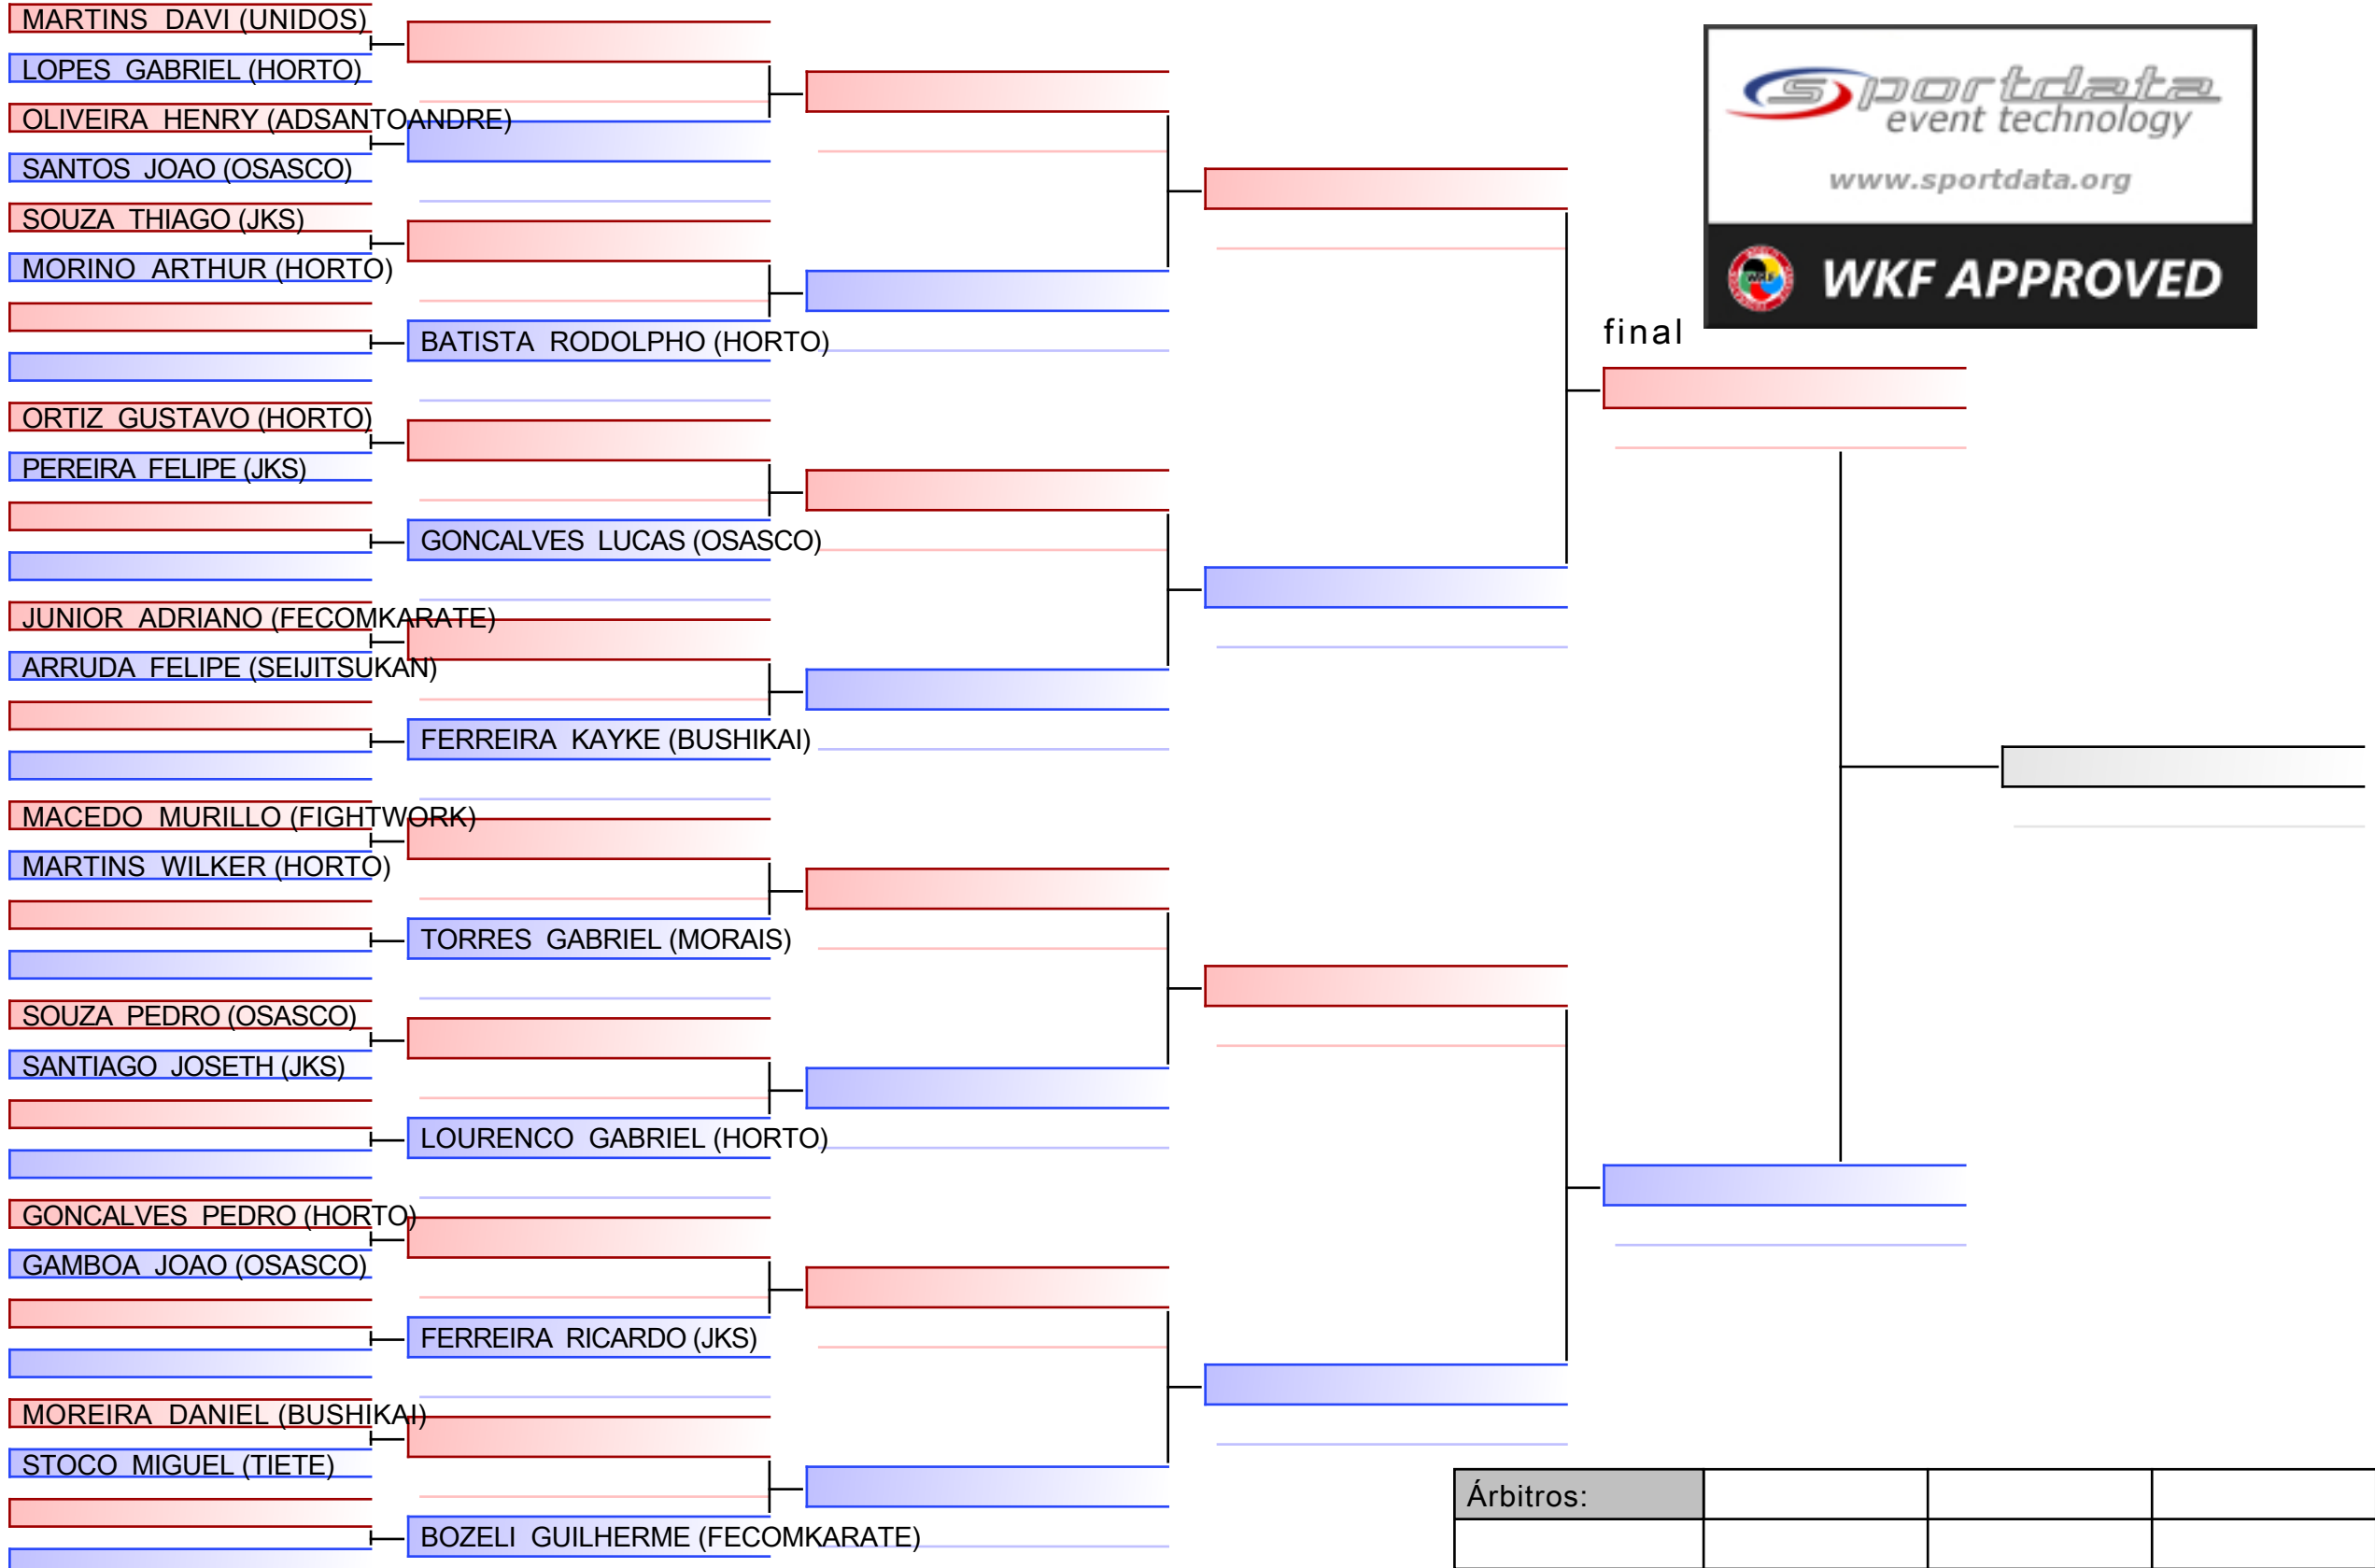 MARTINS DAVI (UNIDOS)
LOPES GABRIEL (HORTO)
OLIVEIRA HENRY (ADSANTOANDRE)
SANTOS JOAO (OSASCO)
SOUZA THIAGO (JKS)
MORINO ARTHUR (HORTO)
BATISTA RODOLPHO (HORTO)
ORTIZ GUSTAVO (HORTO)
PEREIRA FELIPE (JKS)
GONCALVES LUCAS (OSASCO)
JUNIOR ADRIANO (FECOMKARATE)
ARRUDA FELIPE (SEIJITSUKAN)
FERREIRA KAYKE (BUSHIKAI)
MACEDO MURILLO (FIGHTWORK)
MARTINS WILKER (HORTO)
TORRES GABRIEL (MORAIS)
SOUZA PEDRO (OSASCO)
SANTIAGO JOSETH (JKS)
LOURENCO GABRIEL (HORTO)
GONCALVES PEDRO (HORTO)
GAMBOA JOAO (OSASCO)
FERREIRA RICARDO (JKS)
MOREIRA DANIEL (BUSHIKAI)
STOCO MIGUEL (TIETE)
BOZELI GUILHERME (FECOMKARATE)
sportdata
event technology
www.sportdata.org
WKF
WKF APPROVED
final
Árbitros: